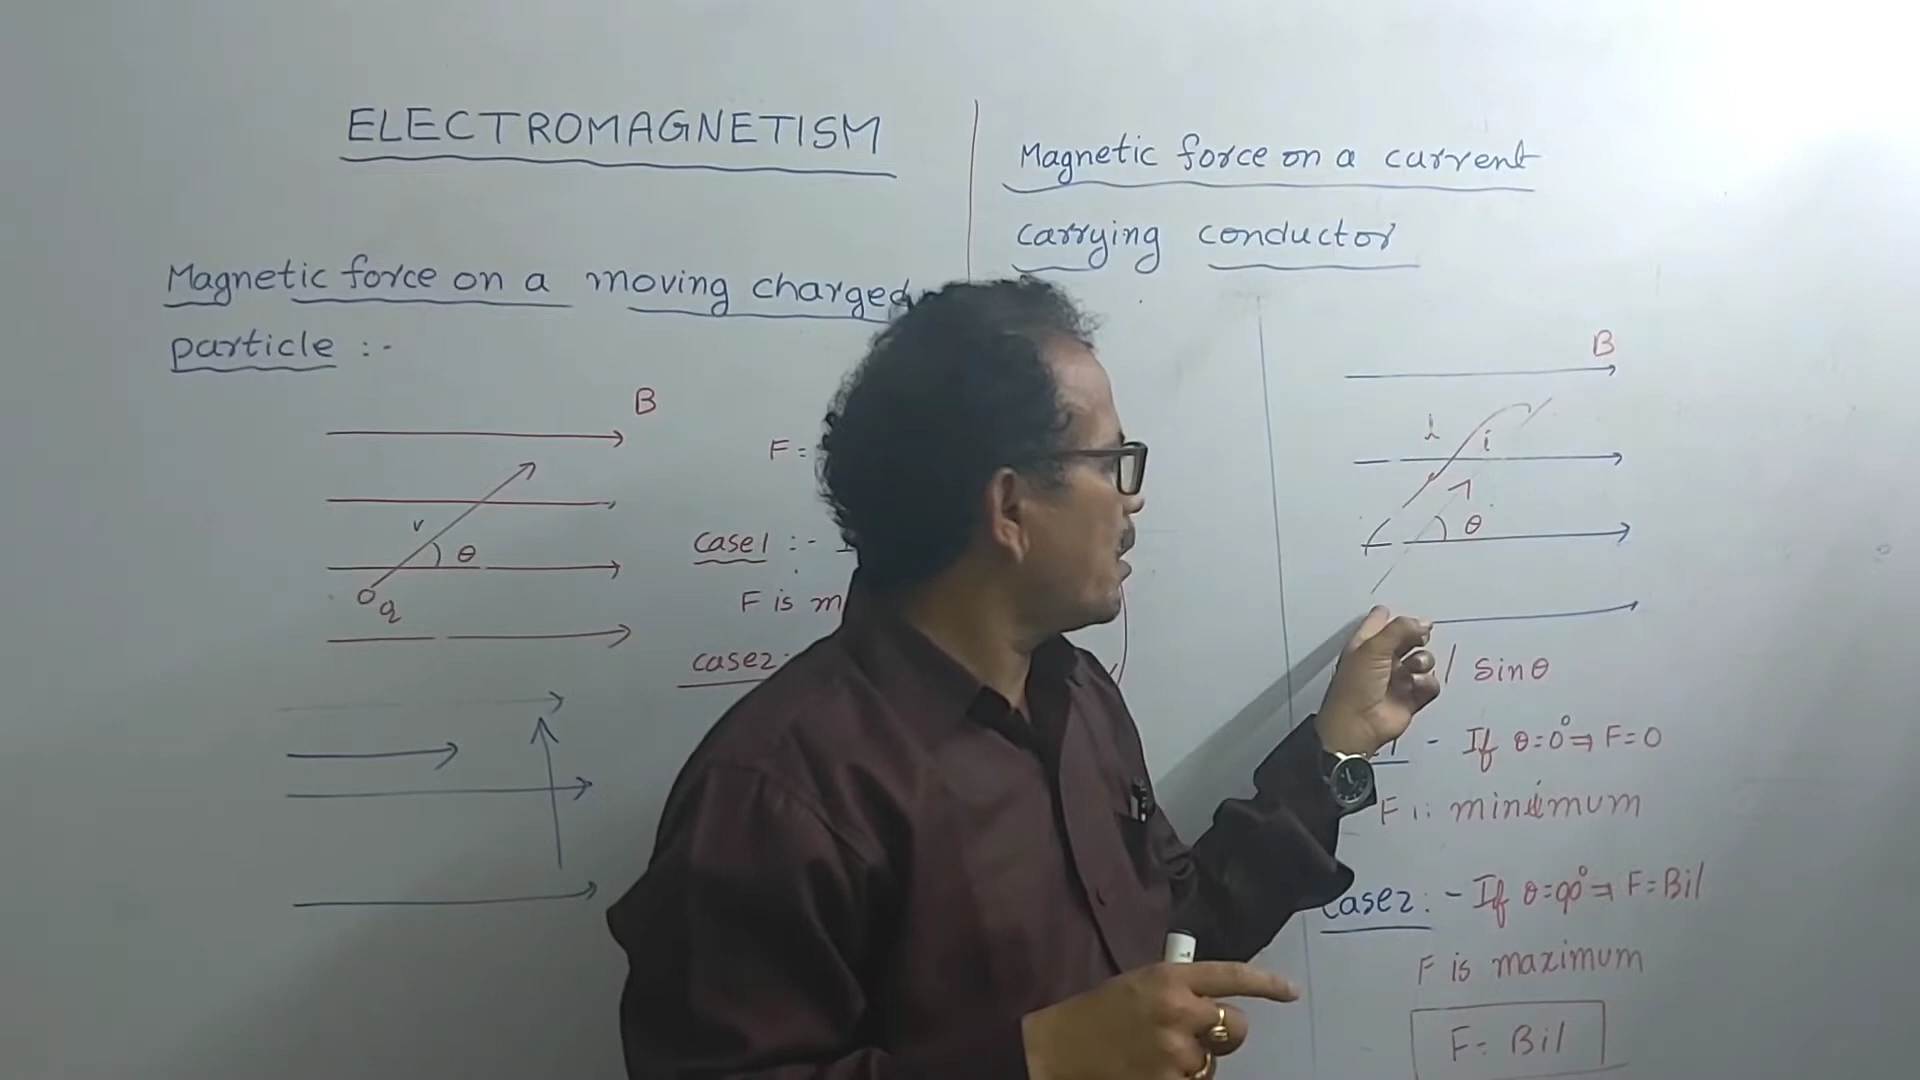 ELECTROMAGNETISM
Magnetic force on a moving charged
particle :-
B
F =
v
θ
q
Case1 :- I
F is m
case2:
Magnetic force on a current
carrying conductor
B
l
i
θ
l sinθ
- If θ=0°⇒ F=0
F is minimum
Case2:- If θ=90°⇒ F=Bil
F is maximum
F = Bil